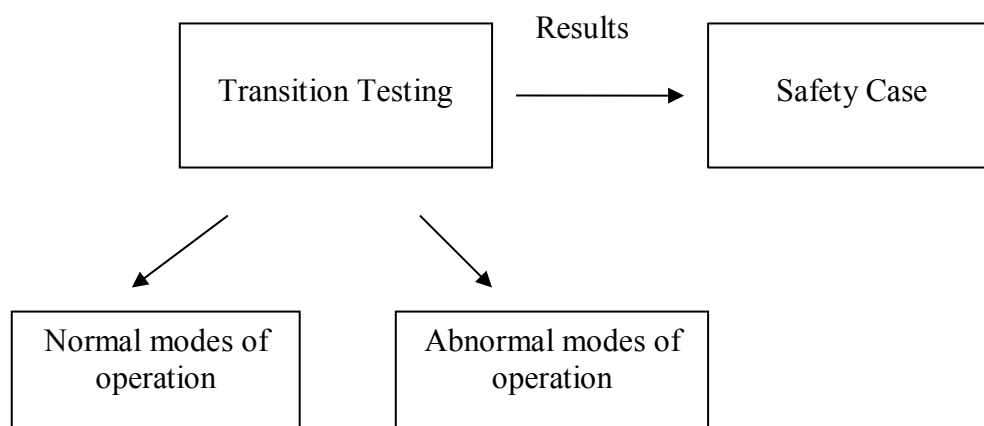 Results
Transition Testing
Safety Case
Normal modes of
operation
Abnormal modes of
operation